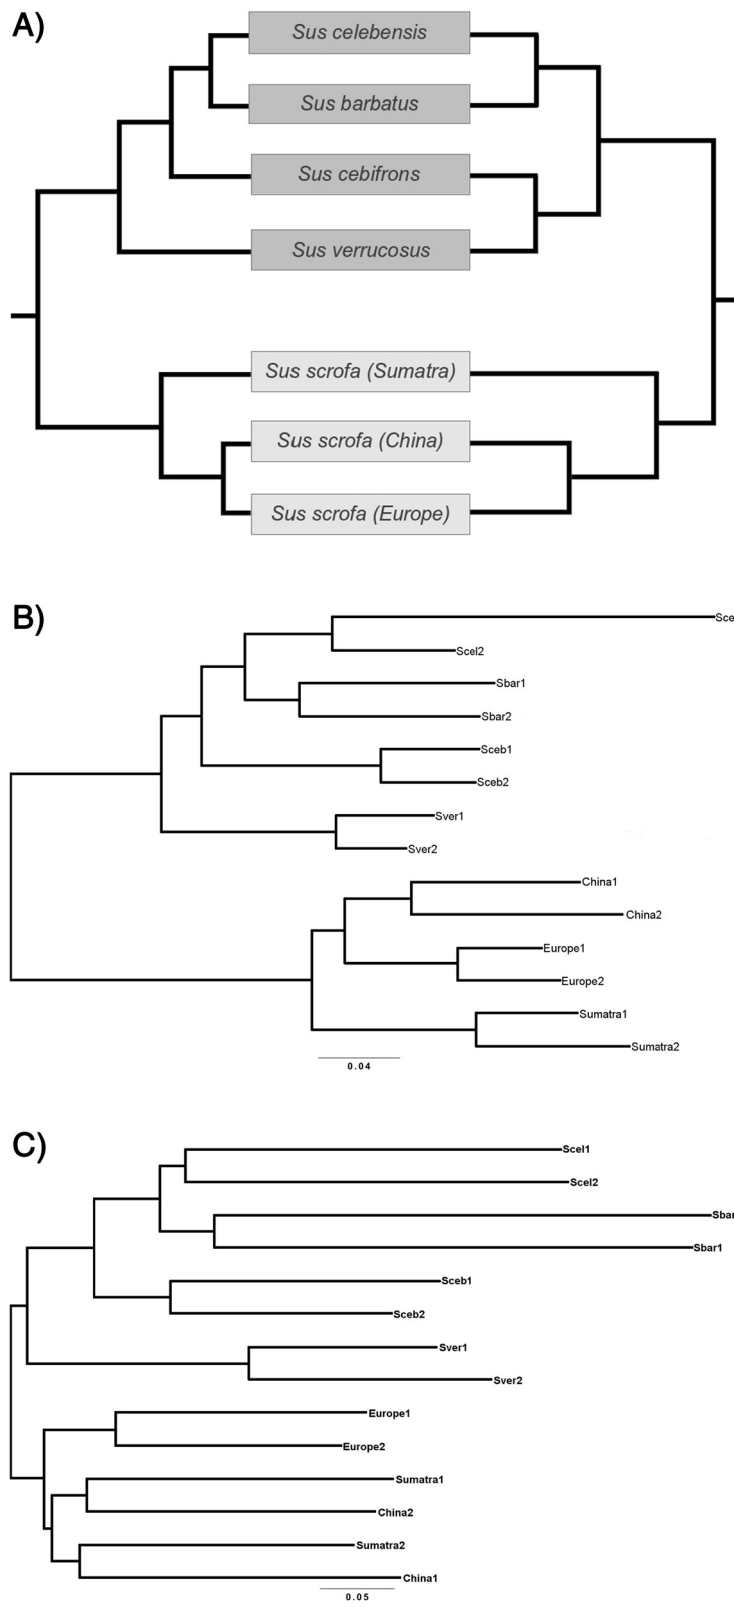 A)
Sus celebensis
Sus barbatus
Sus cebifrons
Sus verrucosus
Sus scrofa (Sumatra)
Sus scrofa (China)
Sus scrofa (Europe)
B)
Sce
Scel2
Sbar1
Sbar2
Sceb1
Sceb2
Sver1
Sver2
China1
China2
Europe1
Europe2
Sumatra1
Sumatra2
0.04
C)
Scel1
Scel2
Sbar
Sbar1
Sceb1
Sceb2
Sver1
Sver2
Europe1
Europe2
Sumatra1
China2
Sumatra2
China1
0.05